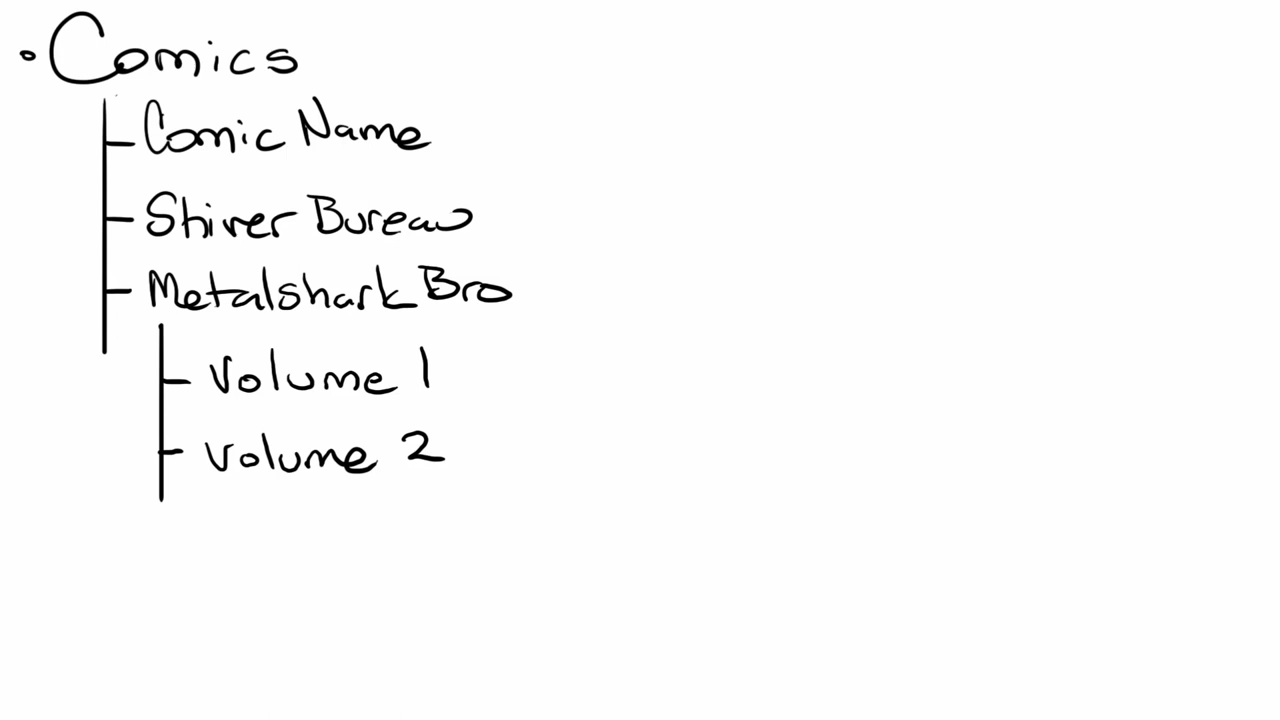 Comics
Comic Name
Shiver Bureau
Metalshark Bro
Volume 1
Volume 2